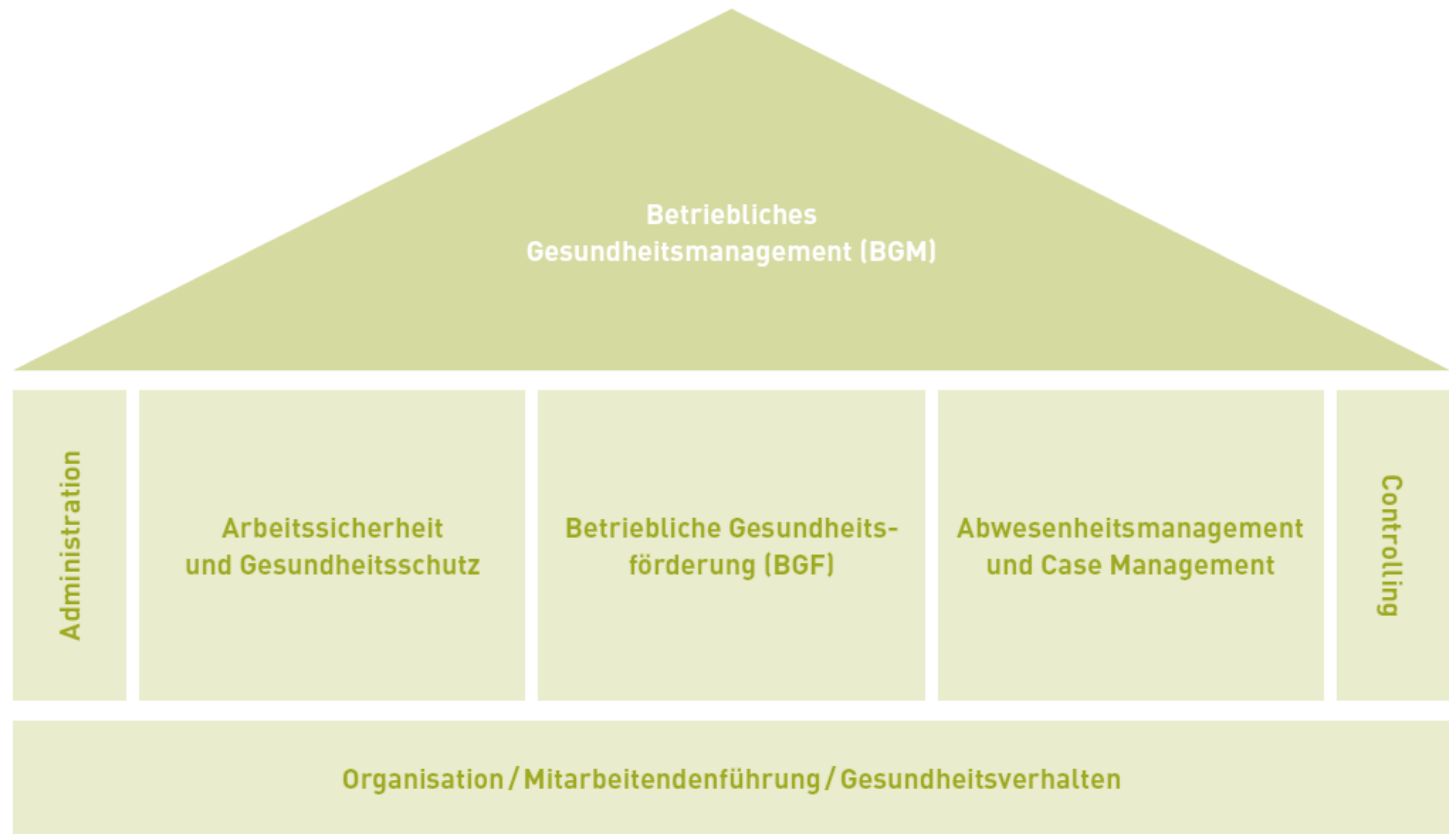 Betriebliches
Gesundheitsmanagement (BGM)
Administration
Arbeitssicherheit
und Gesundheitsschutz
Betriebliche Gesundheits-
förderung (BGF)
Abwesenheitsmanagement
und Case Management
Controlling
Organisation / Mitarbeitendenführung / Gesundheitsverhalten